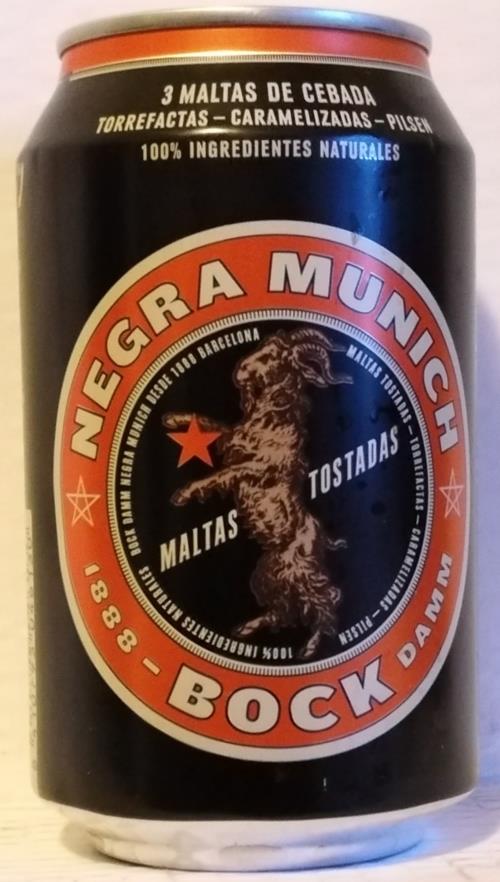 3 MALTAS DE CEBADA
TORREFACTAS – CARAMELIZADAS – PILSEN
100% INGREDIENTES NATURALES
NEGRA MUNICH
BOCK DAMM NEGRA MUNICH DESDE 1888 BARCELONA
MALTAS TOSTADAS – TORREFACTAS – CARAMELIZADAS – PILSEN
MALTAS TOSTADAS
100% INGREDIENTES NATURALES
1888 – BOCK DAMM